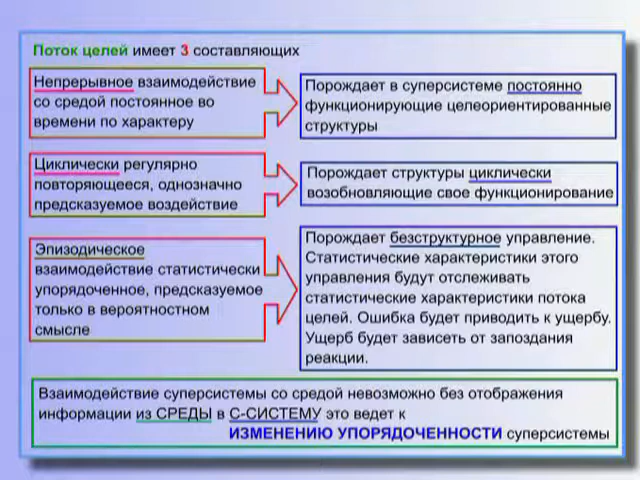 Поток целей имеет 3 составляющих
Непрерывное взаимодействие
со средой постоянное во
времени по характеру
Порождает в суперсистеме постоянно
функционирующие целеориентированные
структуры
Циклически регулярно
повторяющееся, однозначно
предсказуемое воздействие
Порождает структуры циклически
возобновляющие свое функционирование
Эпизодическое
взаимодействие статистически
упорядоченное, предсказуемое
только в вероятностном
смысле
Порождает безструктурное управление.
Статистические характеристики этого
управления будут отслеживать
статистические характеристики потока
целей. Ошибка будет приводить к ущербу.
Ущерб будет зависеть от запоздания
реакции.
Взаимодействие суперсистемы со средой невозможно без отображения
информации из СРЕДЫ в С-СИСТЕМУ это ведет к
ИЗМЕНЕНИЮ УПОРЯДОЧЕННОСТИ суперсистемы